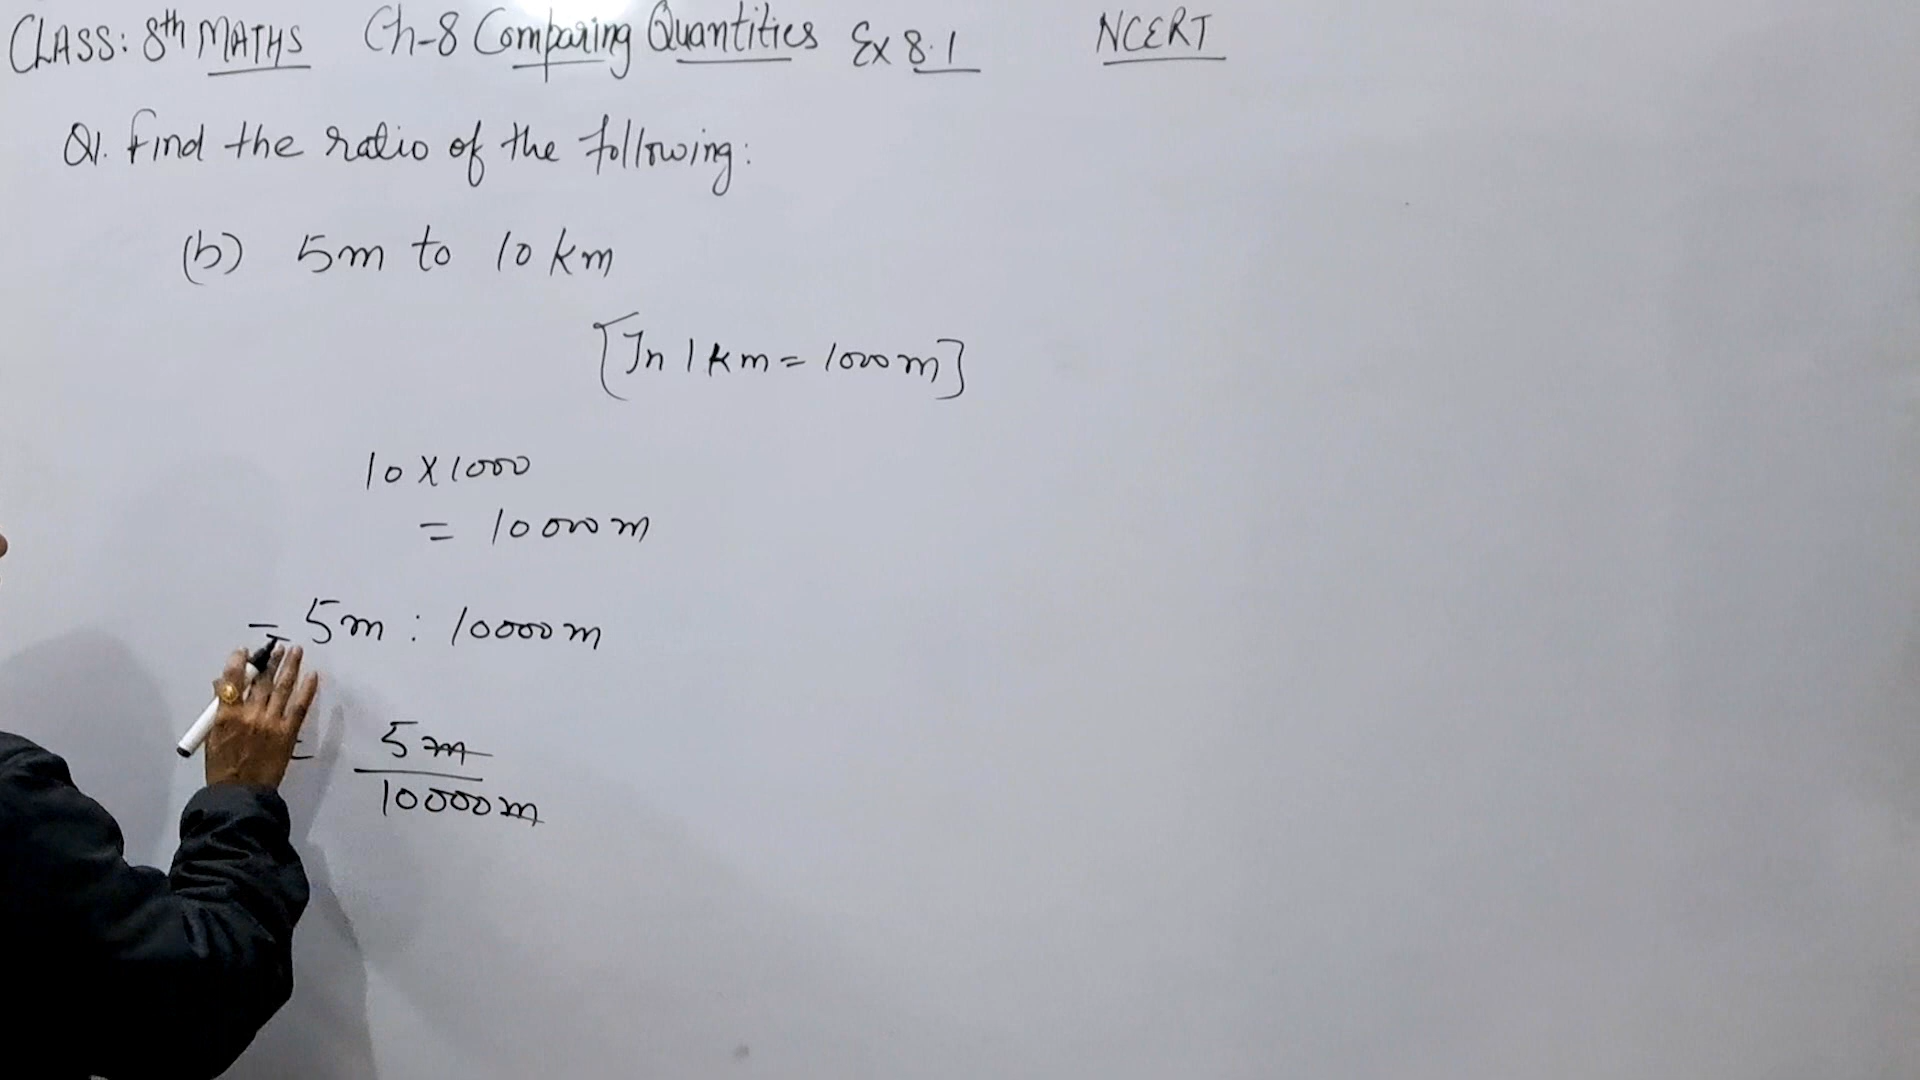 CLASS: 8th MATHS Ch-8 Comparing Quantities Ex 8.1 NCERT
Q1. Find the ratio of the following:
(b) 5m to 10 km
[In 1 km = 1000 m]
10 X 1000
= 10000 m
= 5m : 10000 m
= 5m
10000 m